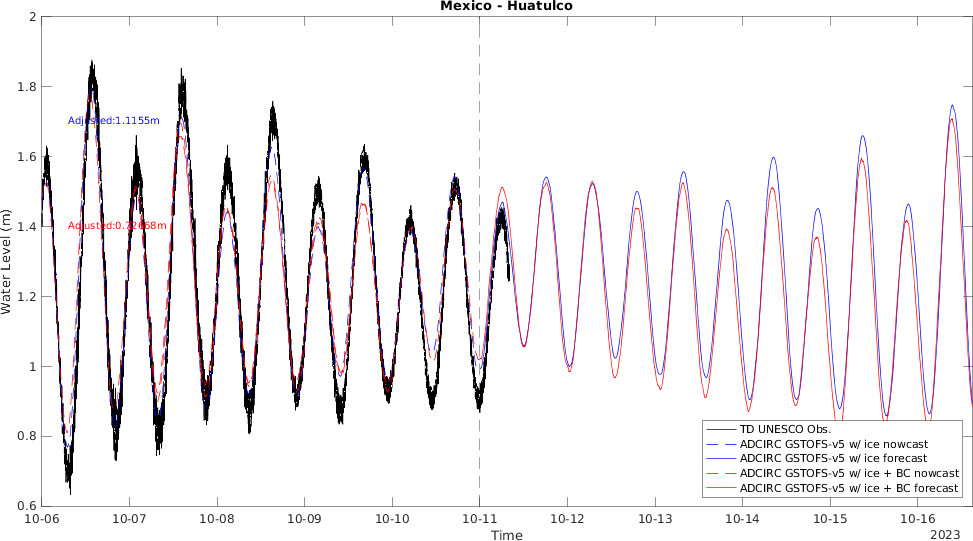 Mexico - Huatulco
2
1.8
1.6
1.4
1.2
1
0.8
0.6
Water Level (m)
Adjusted:1.1155m
Adjusted:0.72668m
TD UNESCO Obs.
ADCIRC GSTOFS-v5 w/ ice nowcast
ADCIRC GSTOFS-v5 w/ ice forecast
ADCIRC GSTOFS-v5 w/ ice + BC nowcast
ADCIRC GSTOFS-v5 w/ ice + BC forecast
10-06 10-07 10-08 10-09 10-10 10-11 10-12 10-13 10-14 10-15 10-16
Time
2023